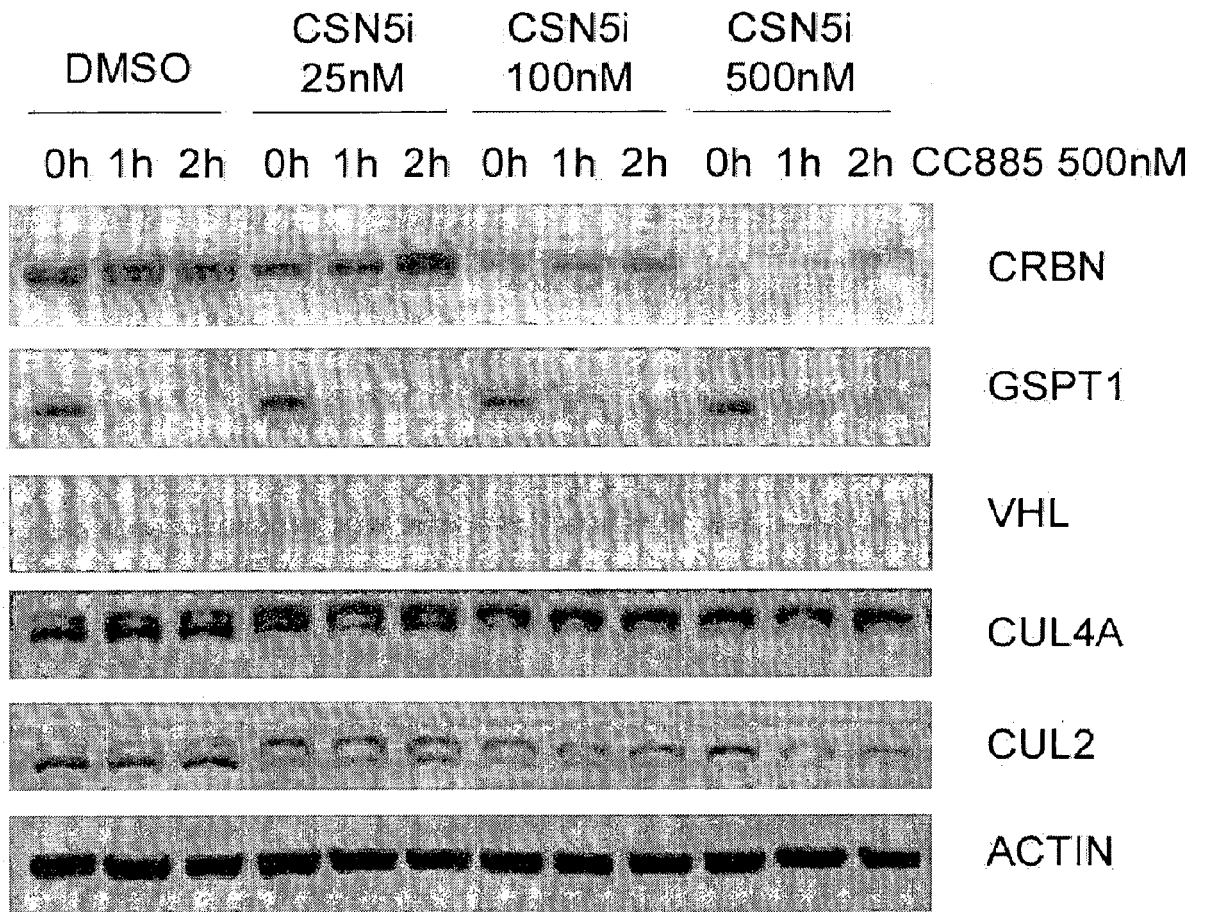 DMSO CSN5i 25nM CSN5i 100nM CSN5i 500nM
0h 1h 2h 0h 1h 2h 0h 1h 2h 0h 1h 2h CC885 500nM
CRBN
GSPT1
VHL
CUL4A
CUL2
ACTIN